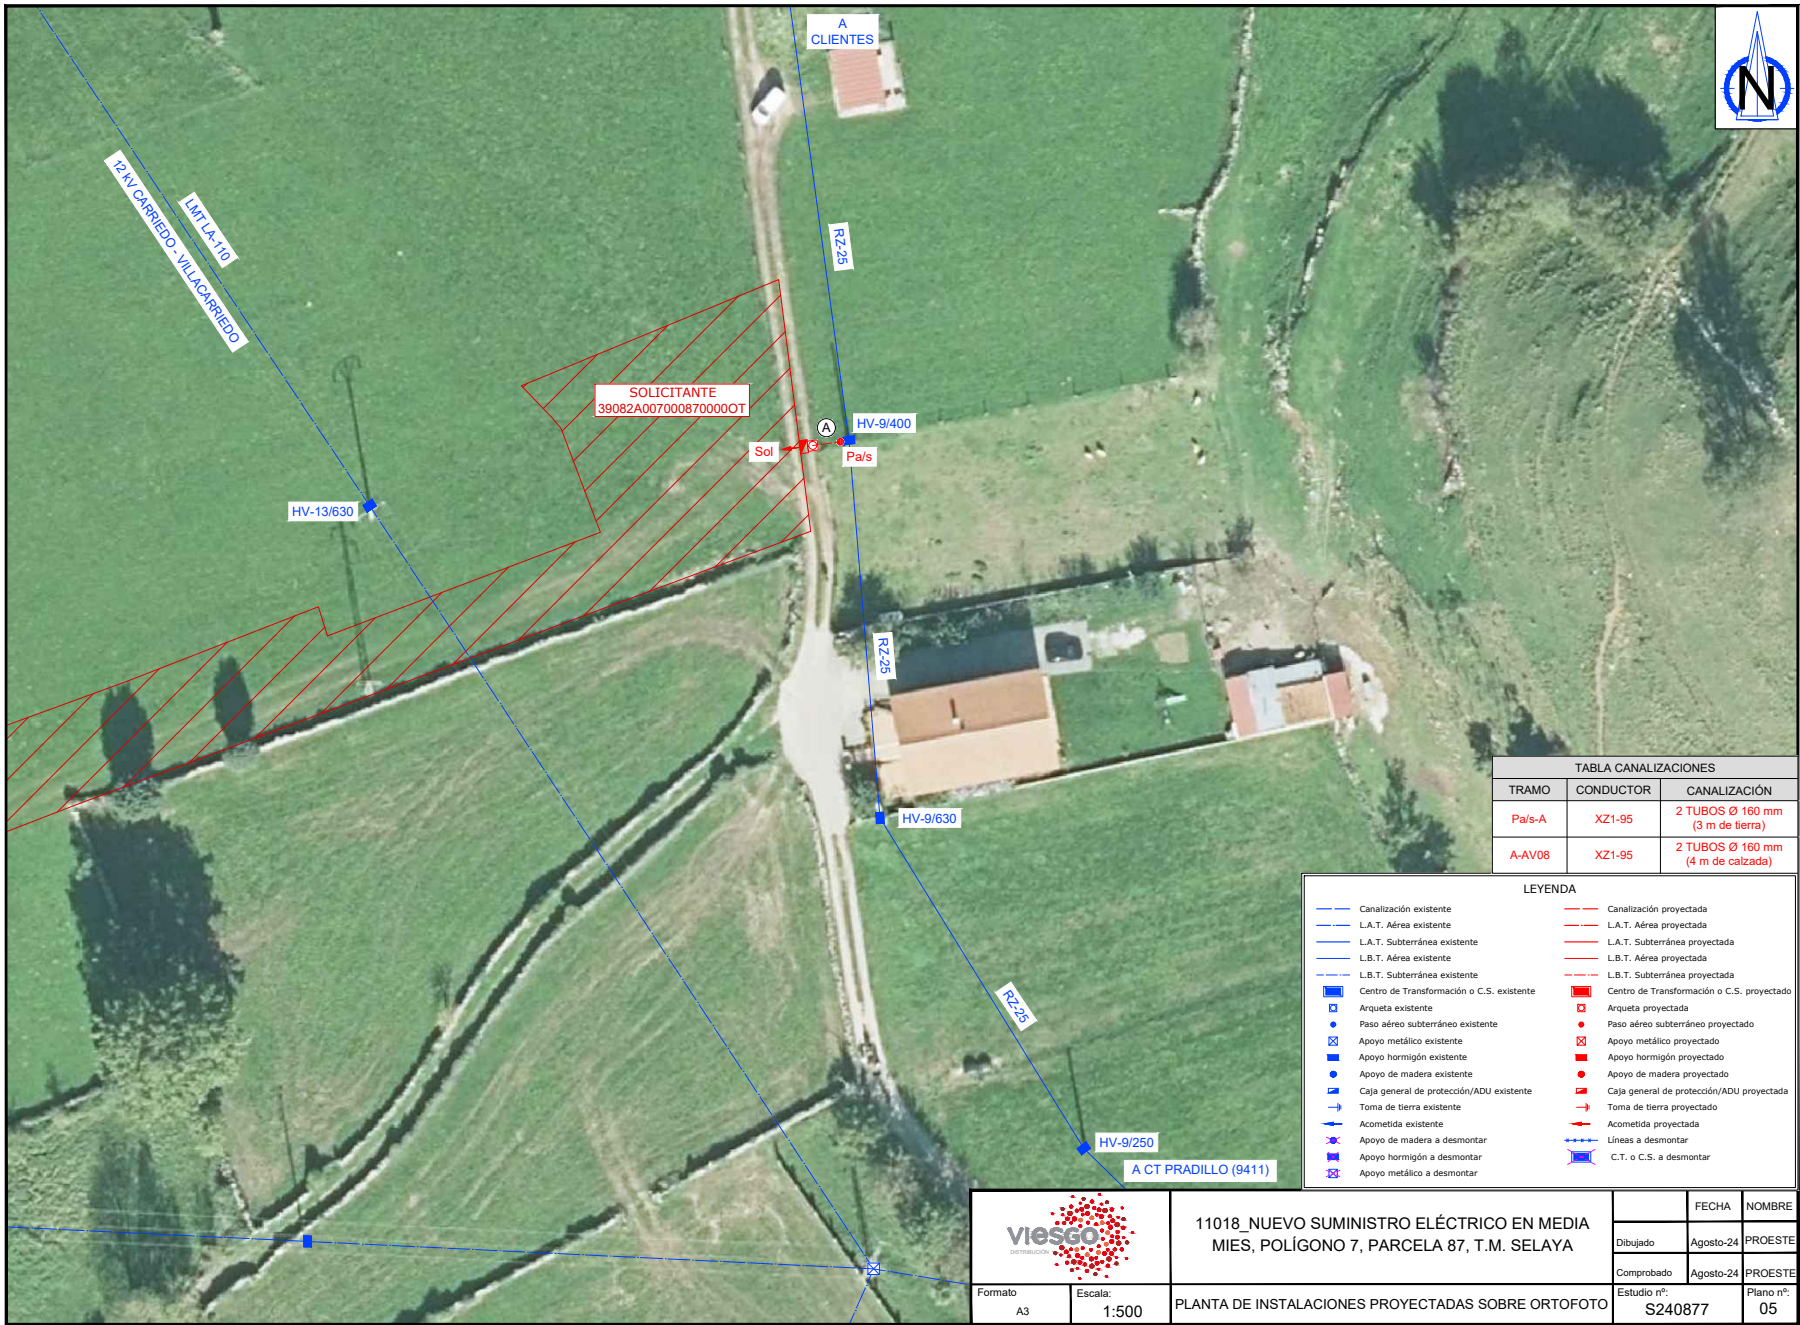 A
CLIENTES
N
12 kV CARRIEDO - VILLACARRIEDO
LMT LA-110
RZ-25
SOLICITANTE
39082A007000870000OT
A
HV-9/400
Sol
Pa/s
HV-13/630
RZ-25
HV-9/630
RZ-25
HV-9/250
A CT PRADILLO (9411)
TABLA CANALIZACIONES
TRAMO CONDUCTOR CANALIZACIÓN
Pa/s-A XZ1-95 2 TUBOS Ø 160 mm
(3 m de tierra)
A-AV08 XZ1-95 2 TUBOS Ø 160 mm
(4 m de calzada)
LEYENDA
Canalización existente Canalización proyectada
L.A.T. Aérea existente L.A.T. Aérea proyectada
L.A.T. Subterránea existente L.A.T. Subterránea proyectada
L.B.T. Aérea existente L.B.T. Aérea proyectada
L.B.T. Subterránea existente L.B.T. Subterránea proyectada
Centro de Transformación o C.S. existente Centro de Transformación o C.S. proyectado
Arqueta existente Arqueta proyectada
Paso aéreo subterráneo existente Paso aéreo subterráneo proyectado
Apoyo metálico existente Apoyo metálico proyectado
Apoyo hormigón existente Apoyo hormigón proyectado
Apoyo de madera existente Apoyo de madera proyectado
Caja general de protección/ADU existente Caja general de protección/ADU proyectada
Toma de tierra existente Toma de tierra proyectado
Acometida existente Acometida proyectada
Apoyo de madera a desmontar Líneas a desmontar
Apoyo hormigón a desmontar C.T. o C.S. a desmontar
Apoyo metálico a desmontar
viesgo
DISTRIBUCIÓN
11018_NUEVO SUMINISTRO ELÉCTRICO EN MEDIA
MIES, POLÍGONO 7, PARCELA 87, T.M. SELAYA
FECHA NOMBRE
Dibujado Agosto-24 PROESTE
Comprobado Agosto-24 PROESTE
Formato
A3
Escala:
1:500
PLANTA DE INSTALACIONES PROYECTADAS SOBRE ORTOFOTO
Estudio nº:
S240877
Plano nº:
05